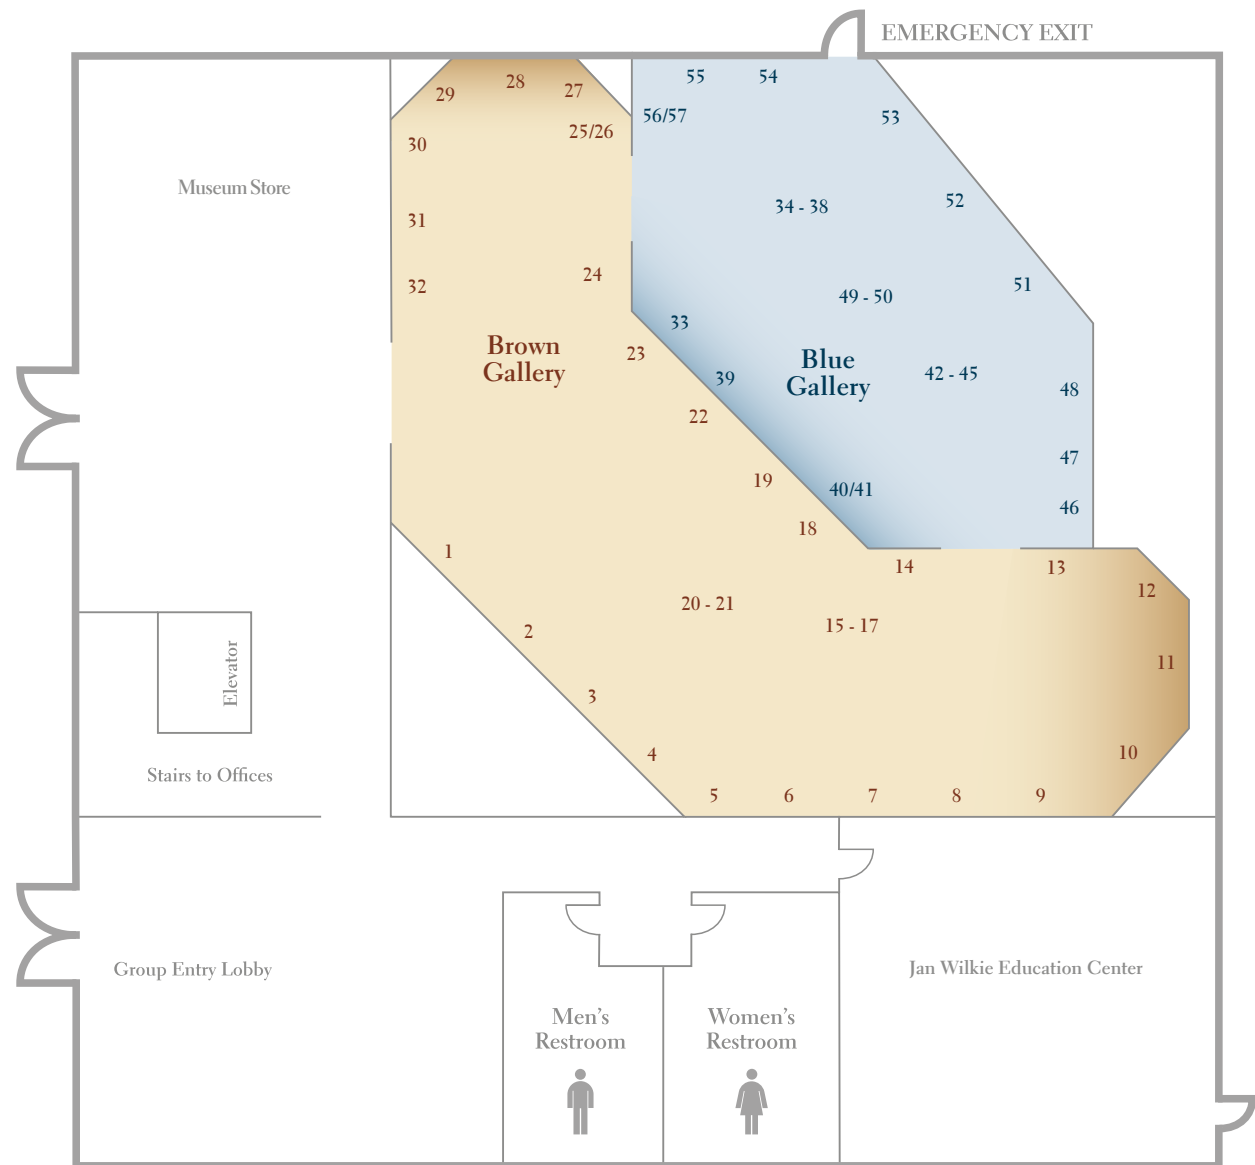 EMERGENCY EXIT
55
54
28
27
29
56/57
53
25/26
30
Museum Store
52
34 - 38
31
24
51
32
49 - 50
33
Brown
Gallery
23
Blue
Gallery
39
42 - 45
48
22
47
19
40/41
46
18
1
14
13
12
20 - 21
15 - 17
2
11
Elevator
3
4
10
Stairs to Offices
5
6
7
8
9
Group Entry Lobby
Jan Wilkie Education Center
Men’s
Restroom
Women’s
Restroom